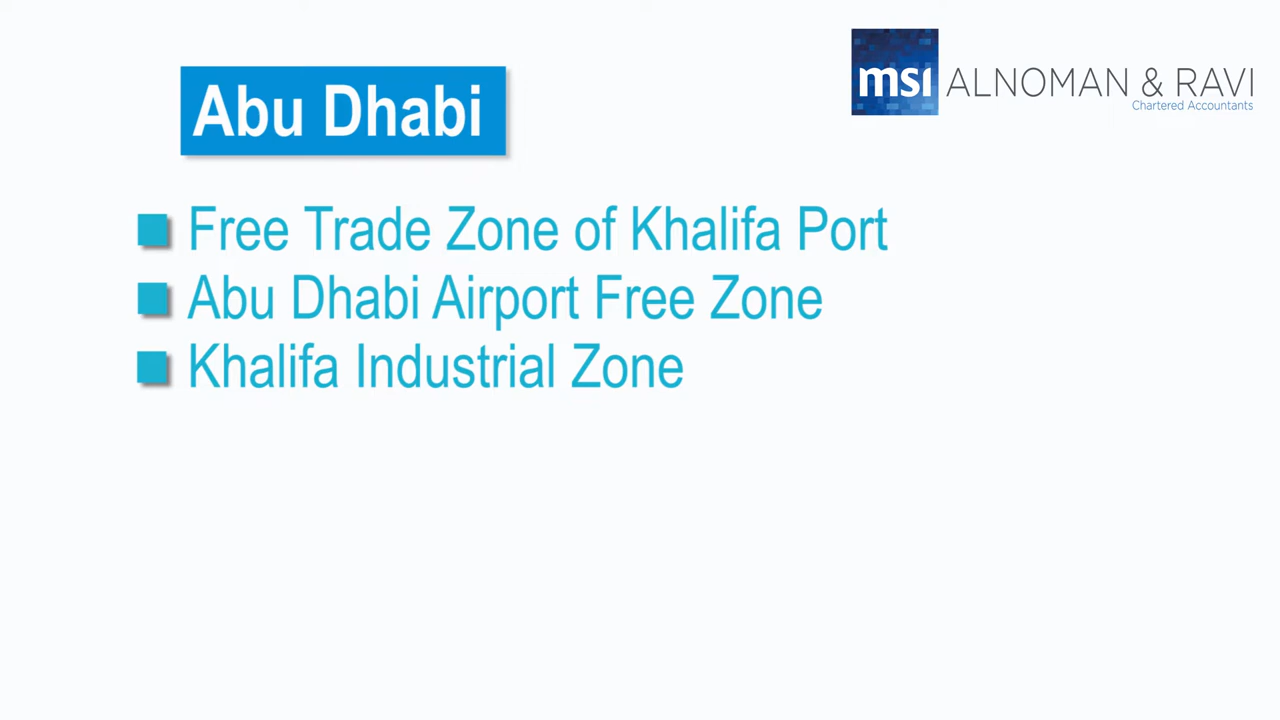 msi ALNOMAN & RAVI
Chartered Accountants
Abu Dhabi
Free Trade Zone of Khalifa Port
Abu Dhabi Airport Free Zone
Khalifa Industrial Zone